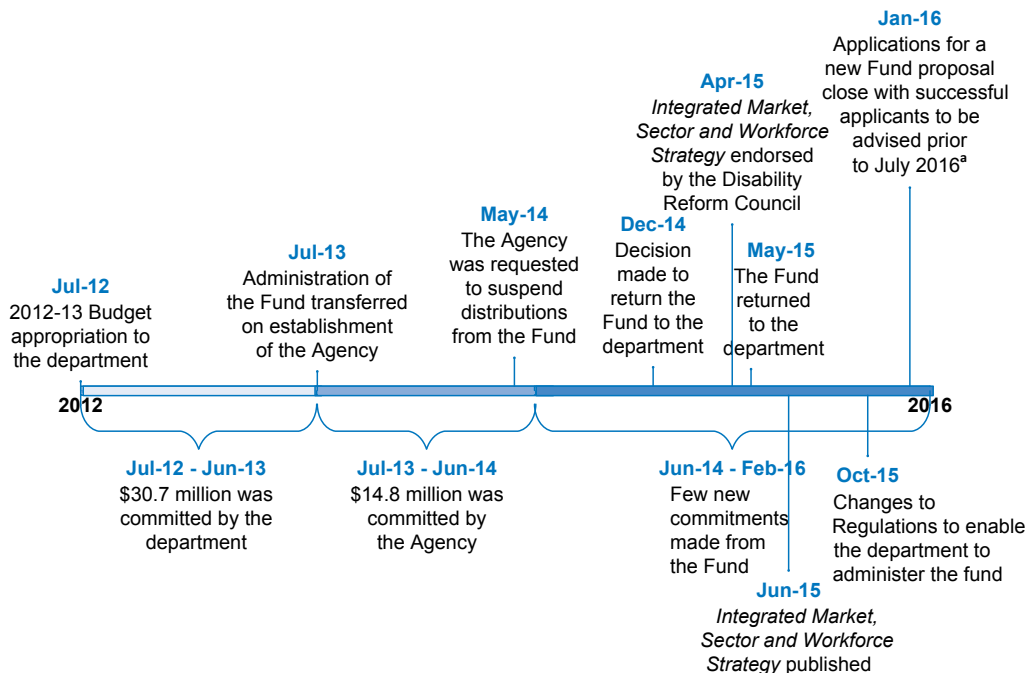 Jul-12
2012-13 Budget
appropriation to
the department
Jul-13
Administration of
the Fund transferred
on establishment
of the Agency
May-14
The Agency
was requested
to suspend
distributions
from the Fund
Dec-14
Decision
made to
return the
Fund to the
department
Apr-15
Integrated Market,
Sector and Workforce
Strategy endorsed
by the Disability
Reform Council
May-15
The Fund
returned
to the
department
Jan-16
Applications for a
new Fund proposal
close with successful
applicants to be
advised prior
to July 2016ª
2012
2016
Jul-12 - Jun-13
$30.7 million was
committed by the
department
Jul-13 - Jun-14
$14.8 million was
committed by
the Agency
Jun-14 - Feb-16
Few new
commitments
made from
the Fund
Jun-15
Integrated Market,
Sector and Workforce
Strategy published
Oct-15
Changes to
Regulations to enable
the department to
administer the fund